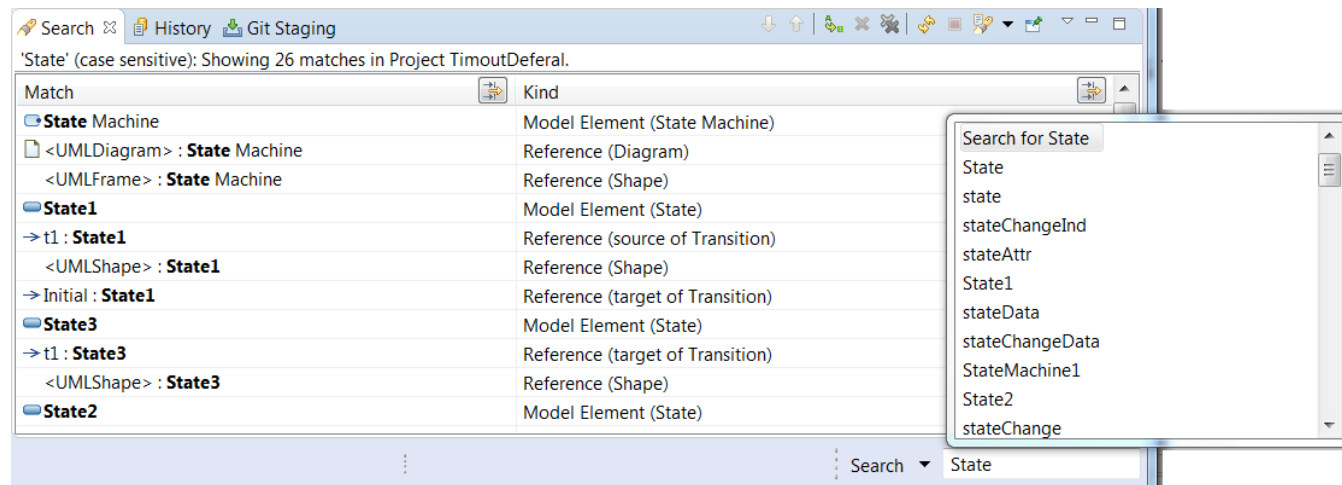 Search History Git Staging
'State' (case sensitive): Showing 26 matches in Project TimoutDeferal.
Match Kind
State Machine Model Element (State Machine)
<UMLDiagram> : State Machine Reference (Diagram)
<UMLFrame> : State Machine Reference (Shape)
State1 Model Element (State)
t1 : State1 Reference (source of Transition)
<UMLShape> : State1 Reference (Shape)
Initial : State1 Reference (target of Transition)
State3 Model Element (State)
t1 : State3 Reference (target of Transition)
<UMLShape> : State3 Reference (Shape)
State2 Model Element (State)
Search for State
State
state
stateChangeInd
stateAttr
State1
stateData
stateChangeData
StateMachine1
State2
stateChange
Search State